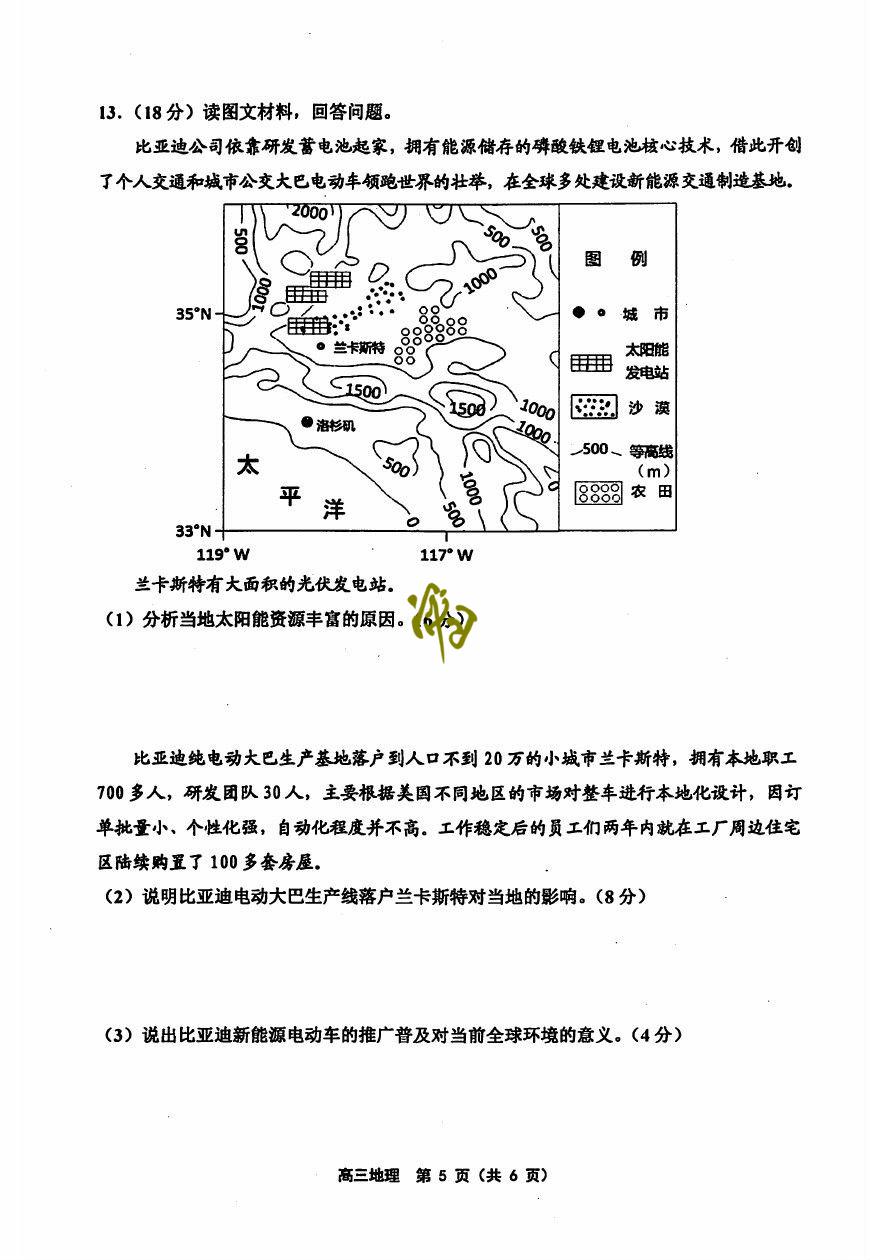 13．（18分）读图文材料，回答问题。
比亚迪公司依靠研发蓄电池起家，拥有能源储存的磷酸铁锂电池核心技术，借此开创
了个人交通和城市公交大巴电动车领跑世界的壮举，在全球多处建设新能源交通制造基地。
2000
500
500
500
1000
1000
35°N
兰卡斯特
1500
1500
1000
1000
洛杉矶
500
1000
500
0
太
平
洋
33°N
119° W
117° W
图 例
城 市
太阳能
发电站
沙 漠
500
等高线
（m）
农 田
兰卡斯特有大面积的光伏发电站。
（1）分析当地太阳能资源丰富的原因。（6分）
比亚迪纯电动大巴生产基地落户到人口不到 20 万的小城市兰卡斯特，拥有本地职工
700 多人，研发团队 30 人，主要根据美国不同地区的市场对整车进行本地化设计，因订
单批量小、个性化强，自动化程度并不高。工作稳定后的员工们两年内就在工厂周边住宅
区陆续购置了 100 多套房屋。
（2）说明比亚迪电动大巴生产线落户兰卡斯特对当地的影响。（8 分）
（3）说出比亚迪新能源电动车的推广普及对当前全球环境的意义。（4 分）
高三地理 第 5 页（共 6 页）